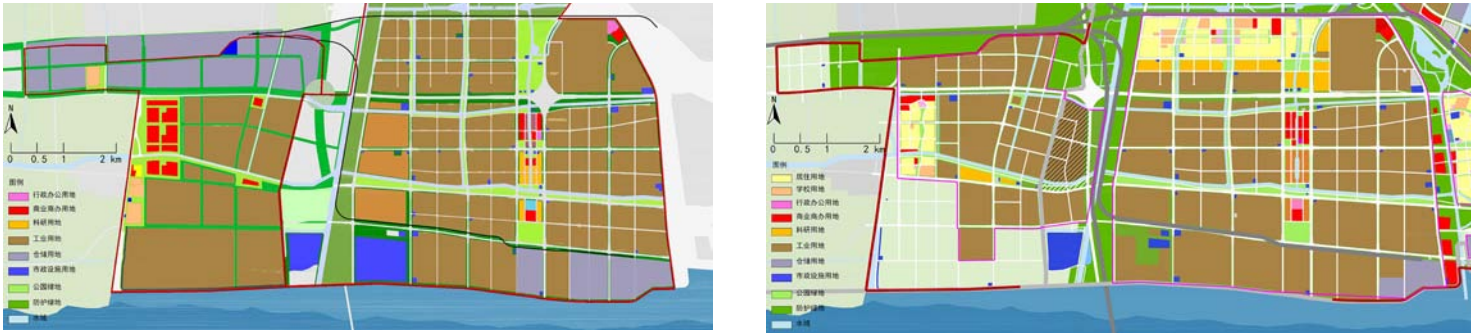 N
0 0.5 1 2 km
图例
行政办公用地
商业商办用地
科研用地
工业用地
仓储用地
市政设施用地
公园绿地
防护绿地
水域
N
0 0.5 1 2 km
图例
居住用地
学校用地
行政办公用地
商业商办用地
科研用地
工业用地
仓储用地
市政设施用地
公园绿地
防护绿地
水域